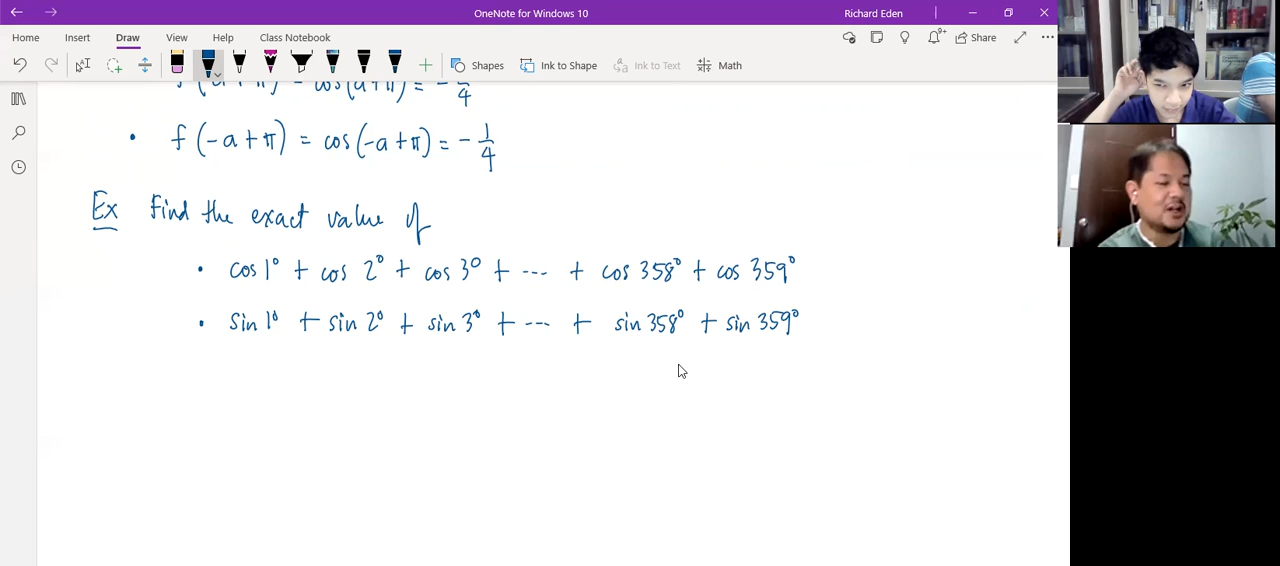 OneNote for Windows 10
Richard Eden
Home Insert Draw View Help Class Notebook
Share
Shapes Ink to Shape Ink to Text Math
= cos(a+π) = -
4
• f(-a+π) = cos(-a+π) = -1/4
Ex Find the exact value of
• cos 1° + cos 2° + cos 3° + --- + cos 358° + cos 359°
• sin 1° + sin 2° + sin 3° + --- + sin 358° + sin 359°